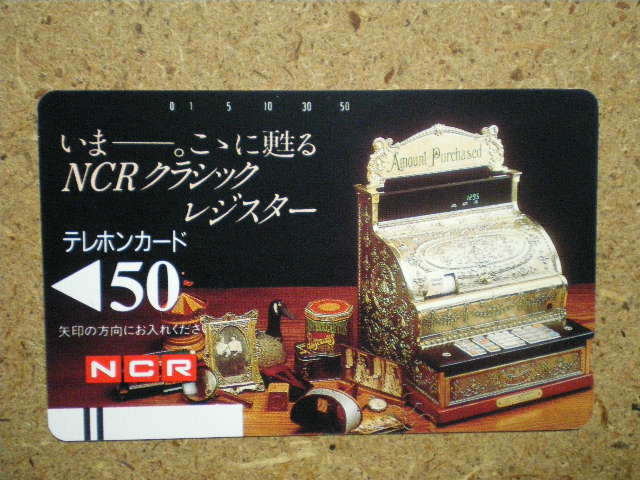 0 1 5 10 30 50
いま――。こゝに甦る
NCRクラシック
レジスター
Amount Purchased
テレホンカード
50
矢印の方向にお入れください
NCR